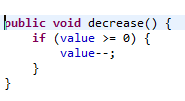 public void decrease() {
    if (value >= 0) {
        value--;
    }
}